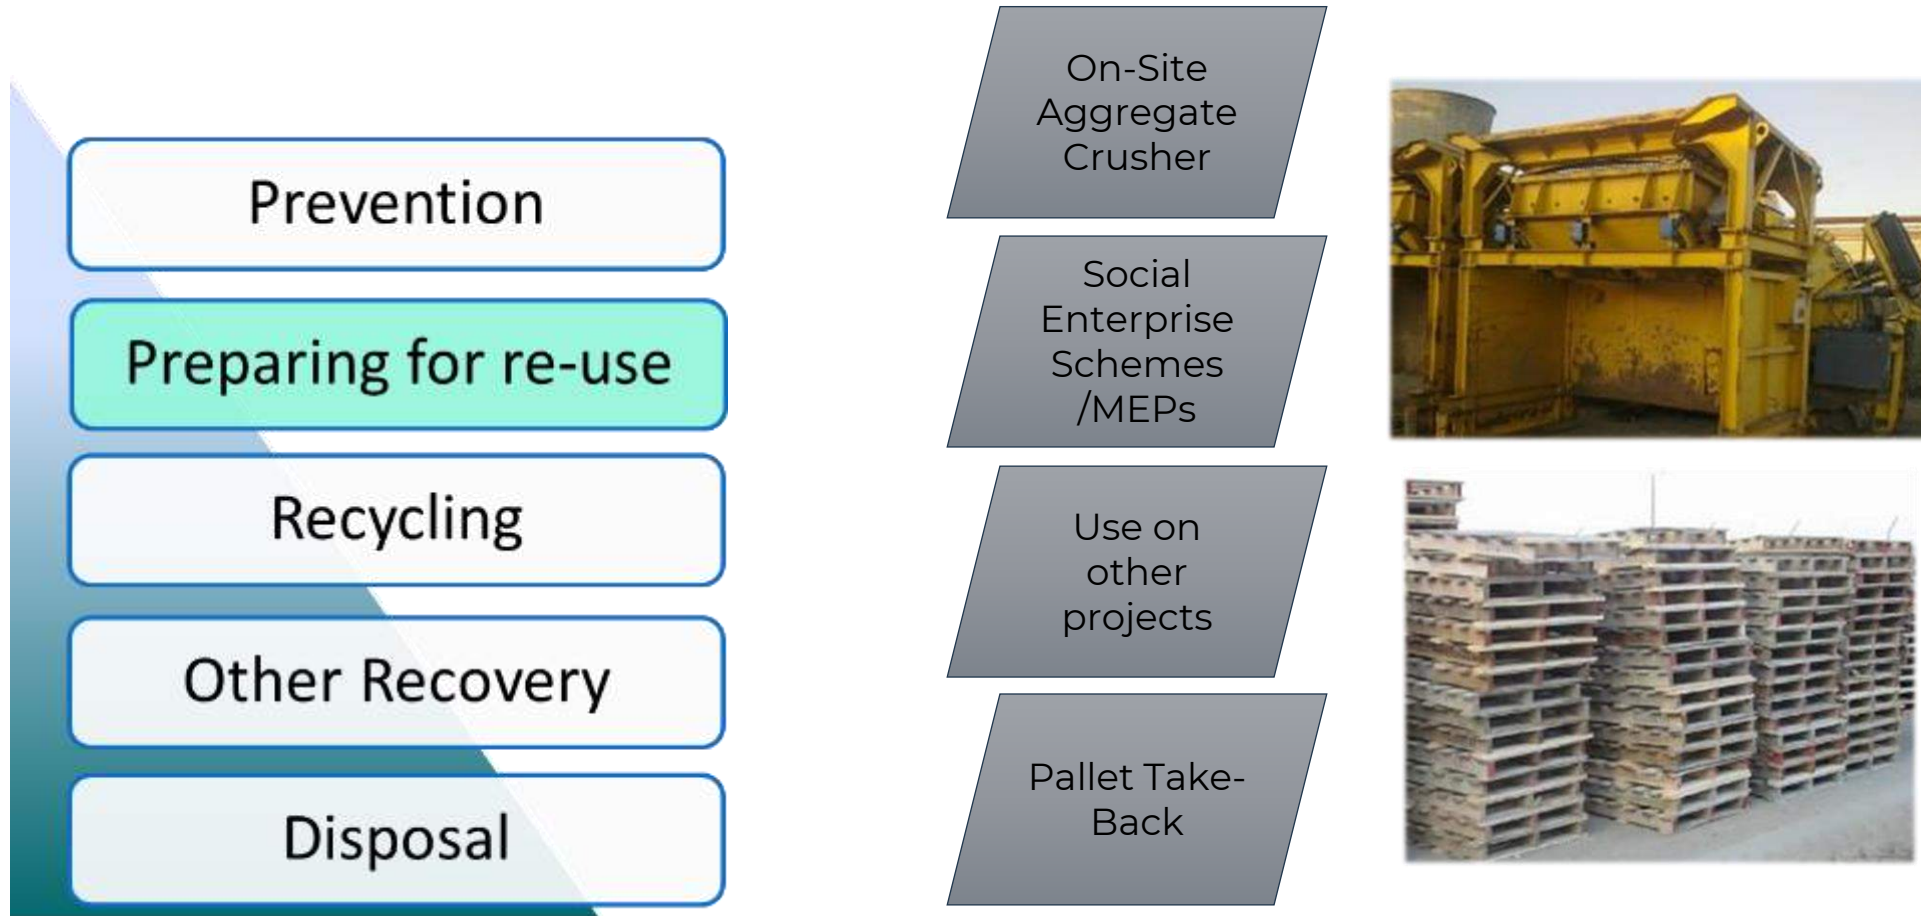 Prevention
Preparing for re-use
Recycling
Other Recovery
Disposal
On-Site
Aggregate
Crusher
Social
Enterprise
Schemes
/MEPs
Use on
other
projects
Pallet Take-
Back